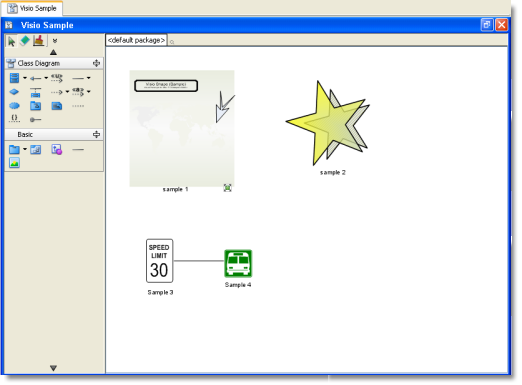 Visio Sample
Visio Sample
<default package>
Class Diagram
Basic
Visio Shape (Sample)
sample 1
sample 2
SPEED
LIMIT
30
Sample 3
Sample 4